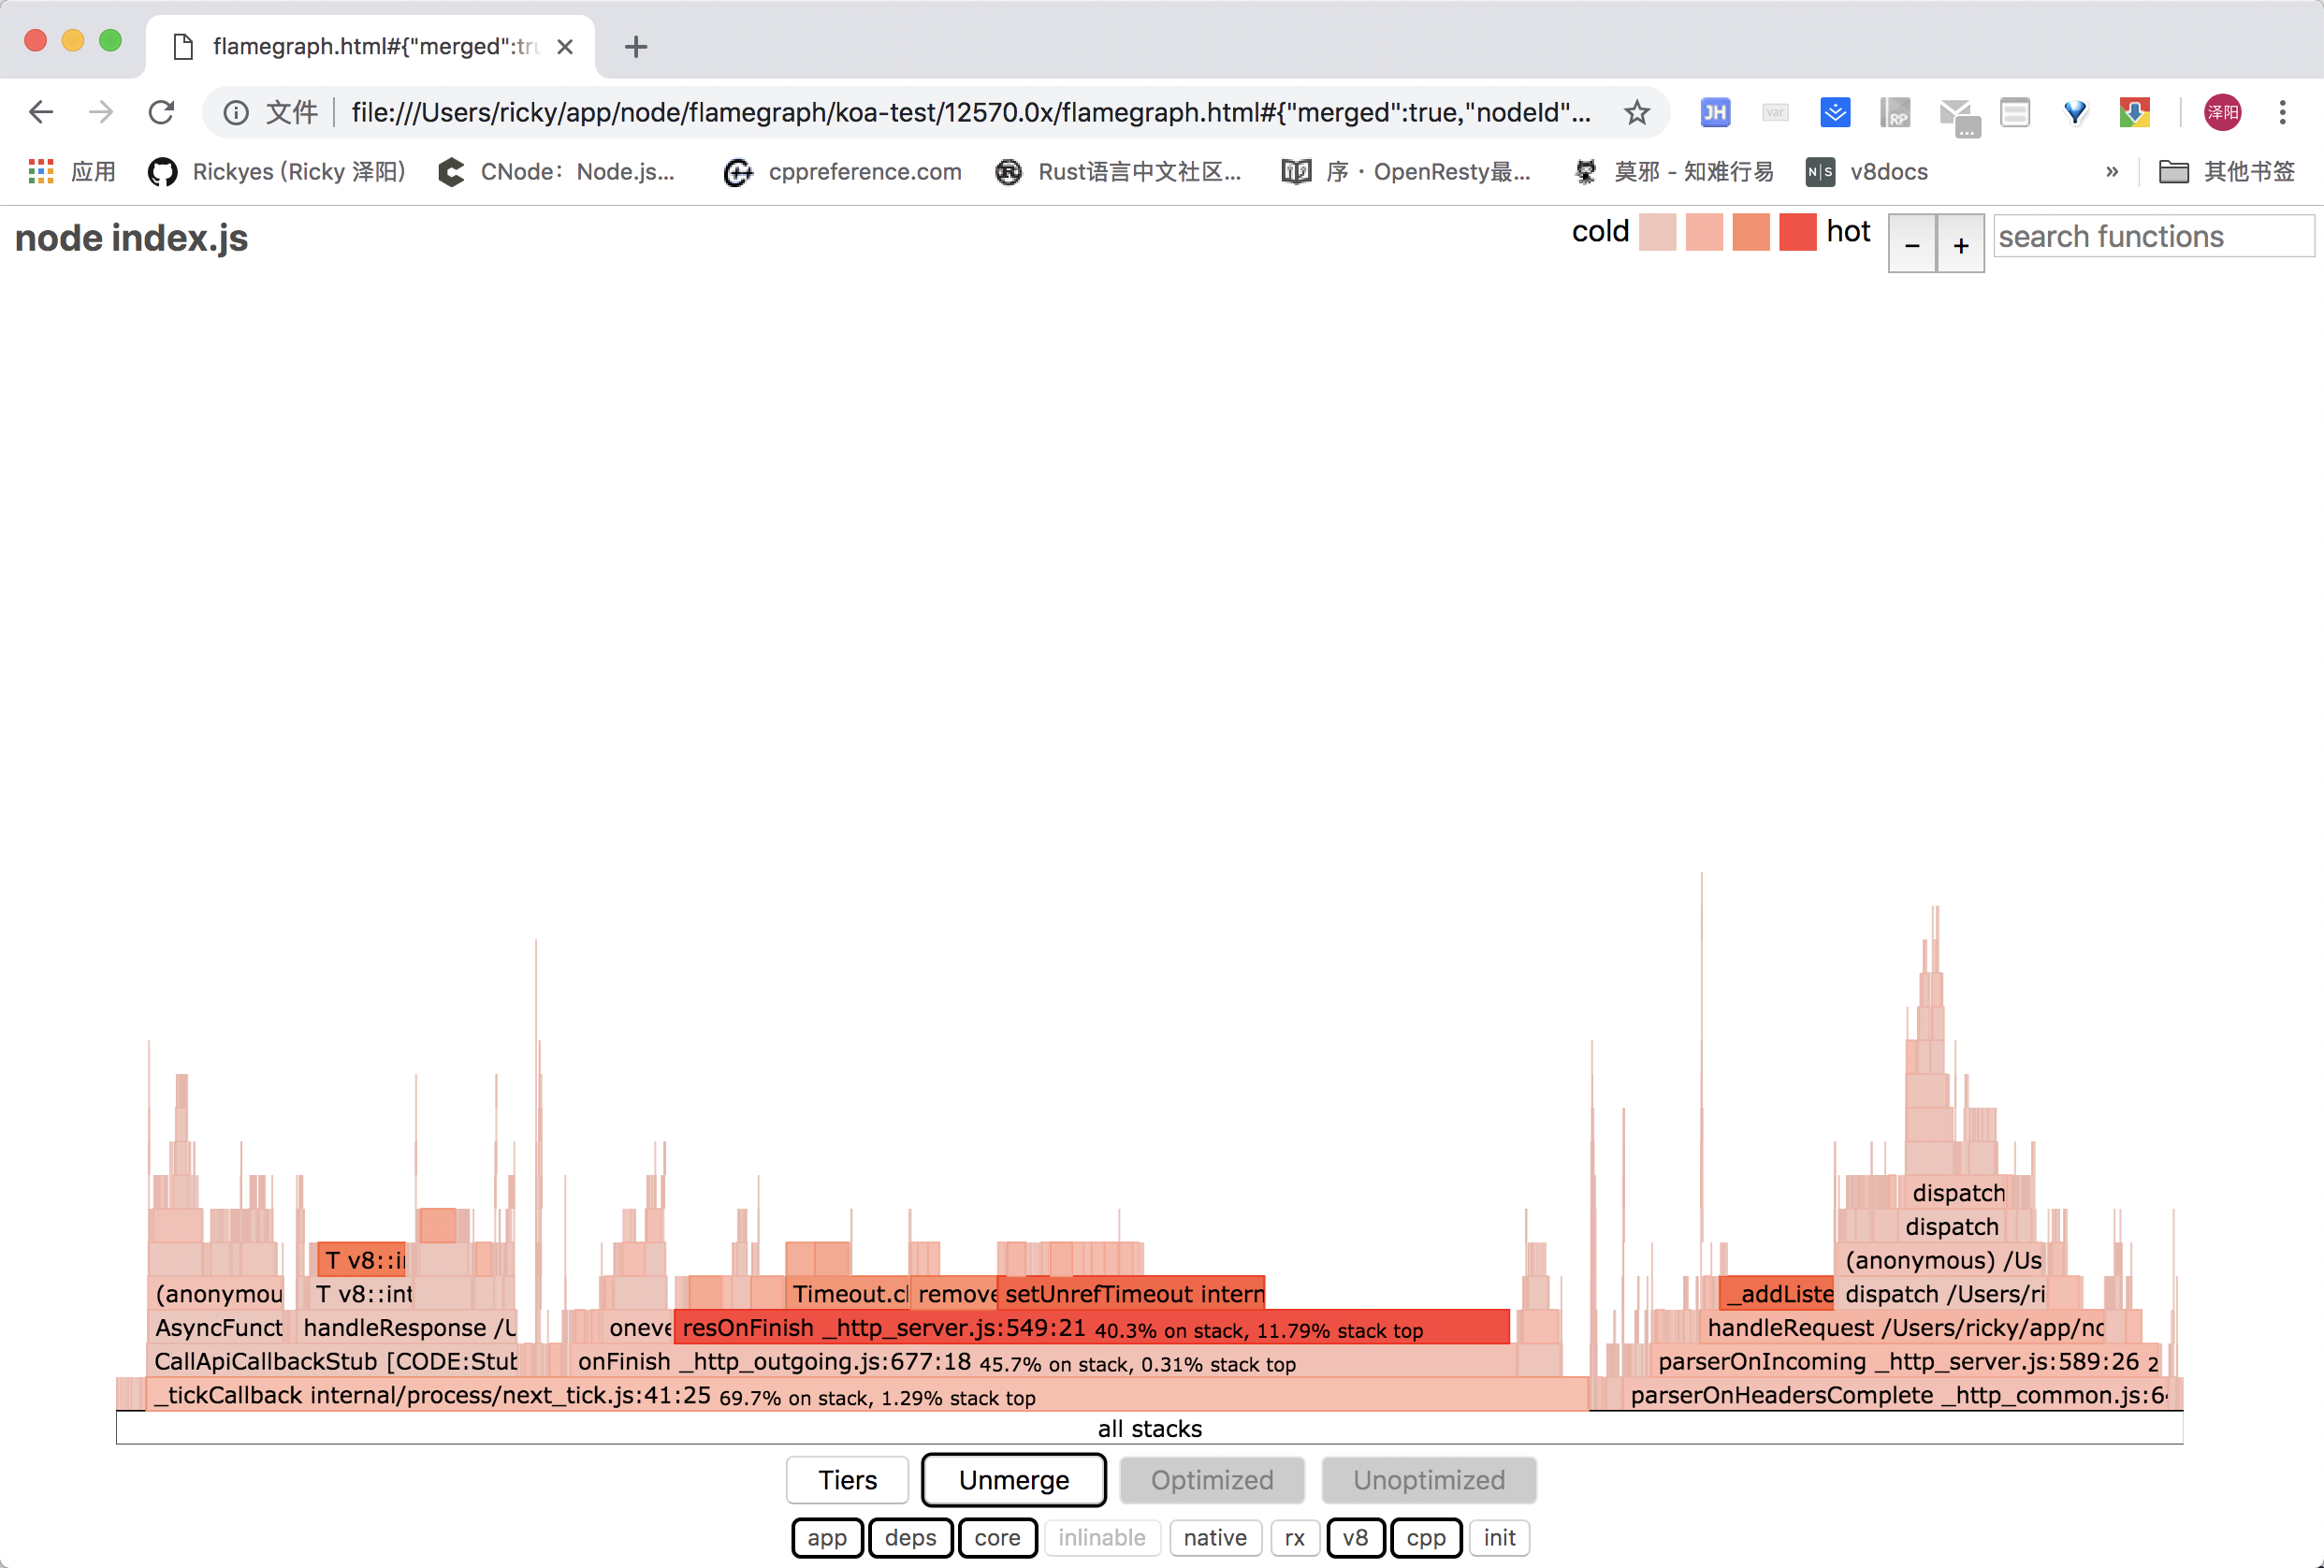 flamegraph.html#{"merged":tru
文件 file:///Users/ricky/app/node/flamegraph/koa-test/12570.0x/flamegraph.html#{"merged":true,"nodeId"... JH var RP 泽阳
应用 Rickyes (Ricky 泽阳) CNode：Node.js... cppreference.com Rust语言中文社区... 序 · OpenResty最... 莫邪 - 知难行易 N|S v8docs » 其他书签
node index.js cold hot - + search functions
dispatch
dispatch
T v8::i (anonymous) /Us
(anonymou T v8::int Timeout.cl remove setUnrefTimeout intern _addListe dispatch /Users/ri
AsyncFunct handleResponse /U oneve resOnFinish _http_server.js:549:21 40.3% on stack, 11.79% stack top handleRequest /Users/ricky/app/no
CallApiCallbackStub [CODE:Stub onFinish _http_outgoing.js:677:18 45.7% on stack, 0.31% stack top parserOnIncoming _http_server.js:589:26 2
_tickCallback internal/process/next_tick.js:41:25 69.7% on stack, 1.29% stack top parserOnHeadersComplete _http_common.js:64
all stacks
Tiers Unmerge Optimized Unoptimized
app deps core inlinable native rx v8 cpp init